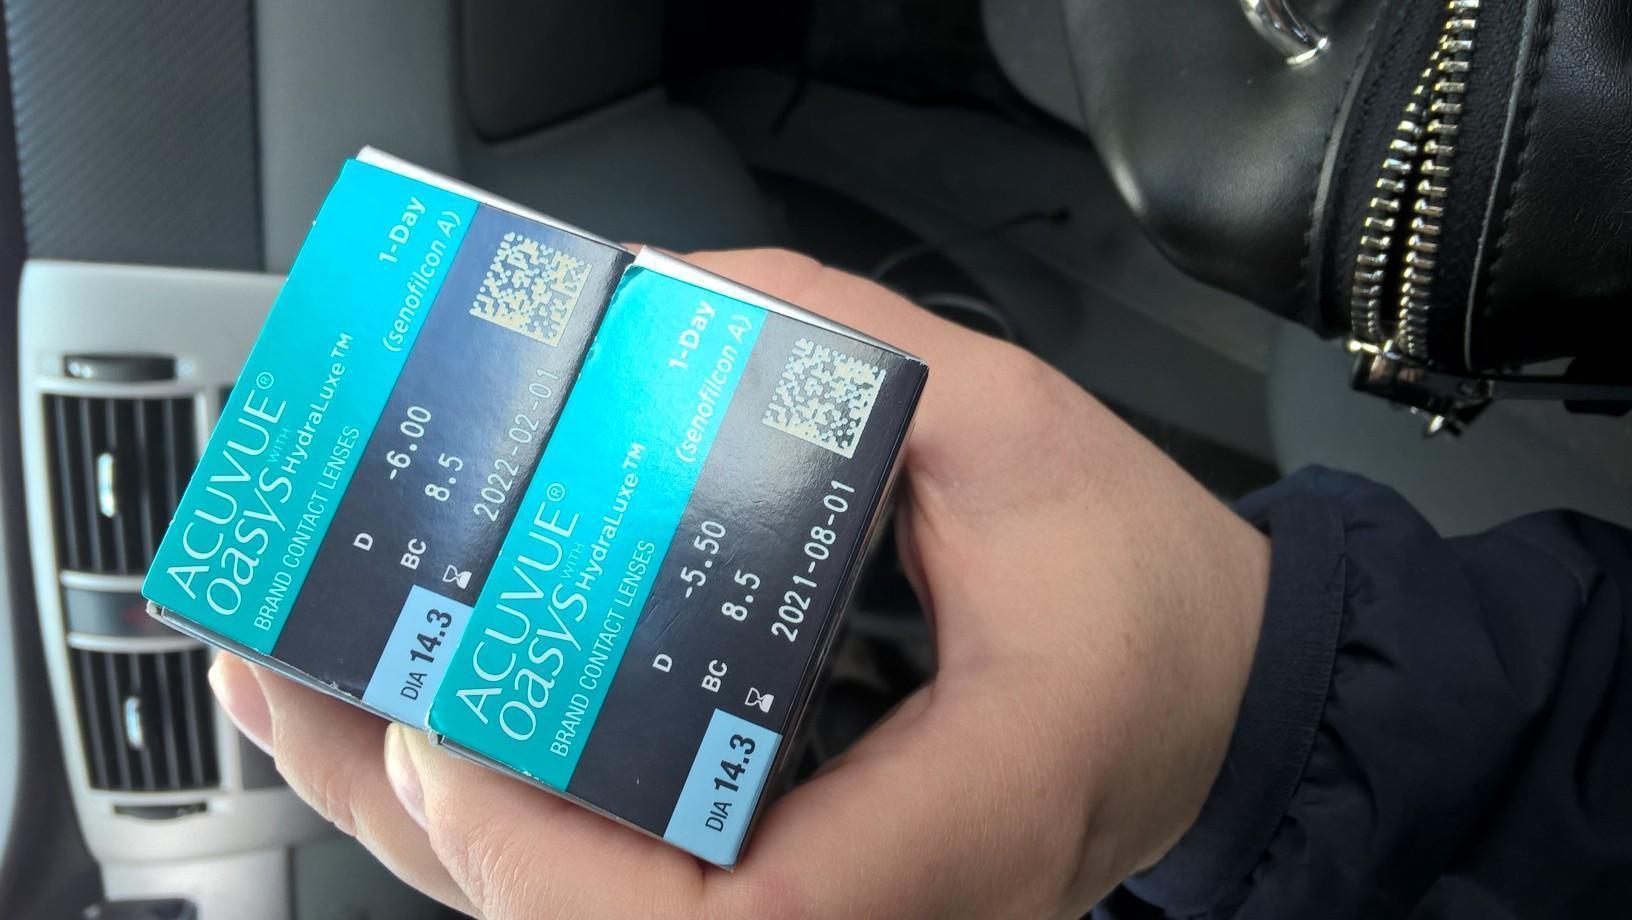 ACUVUE®
OASYS WITH HydraLuxe™
1-Day
BRAND CONTACT LENSES
(senofilcon A)
D -6.00
BC 8.5
2022-02-01
DIA 14.3
ACUVUE®
OASYS WITH HydraLuxe™
1-Day
BRAND CONTACT LENSES
(senofilcon A)
D -5.50
BC 8.5
2021-08-01
DIA 14.3